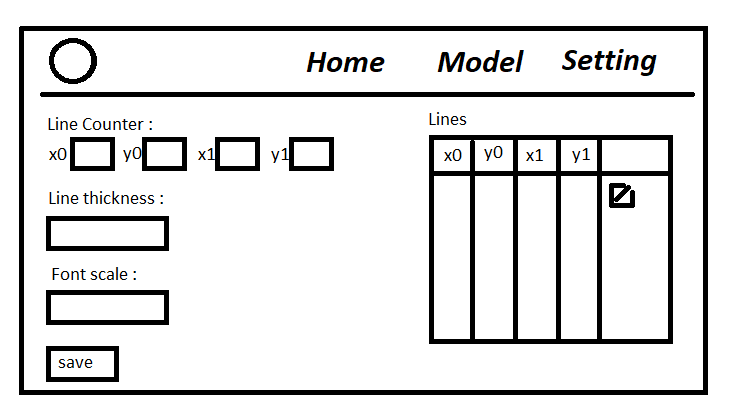 Home Model Setting
Line Counter :
x0 y0 x1 y1
Line thickness :
Font scale :
save
Lines
x0 y0 x1 y1